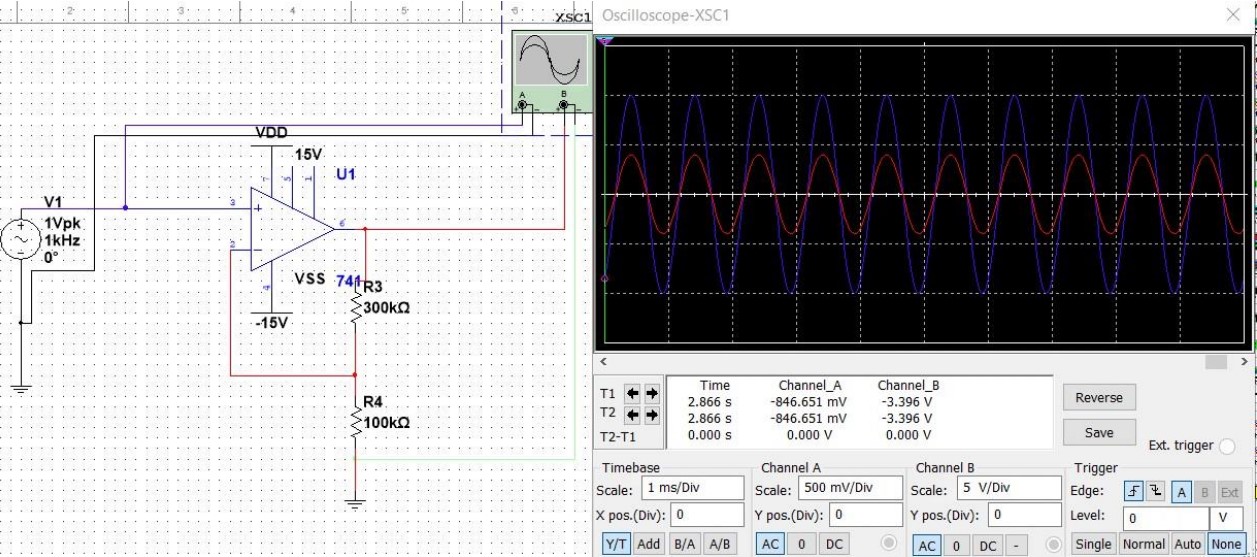 2 3 4 5 6
XSC1
A B
+ - + -
VDD
15V
U1
7 5 1
V1
1Vpk
1kHz
0°
3
6
2
4
VSS
741
-15V
R3
300kΩ
R4
100kΩ
Oscilloscope-XSC1
Time Channel_A Channel_B
T1 2.866 s -846.651 mV -3.396 V
T2 2.866 s -846.651 mV -3.396 V
T2-T1 0.000 s 0.000 V 0.000 V
Reverse
Save
Ext. trigger
Timebase
Scale: 1 ms/Div
X pos.(Div): 0
Y/T Add B/A A/B
Channel A
Scale: 500 mV/Div
Y pos.(Div): 0
AC 0 DC
Channel B
Scale: 5 V/Div
Y pos.(Div): 0
AC 0 DC -
Trigger
Edge: A B Ext
Level: 0 V
Single Normal Auto None